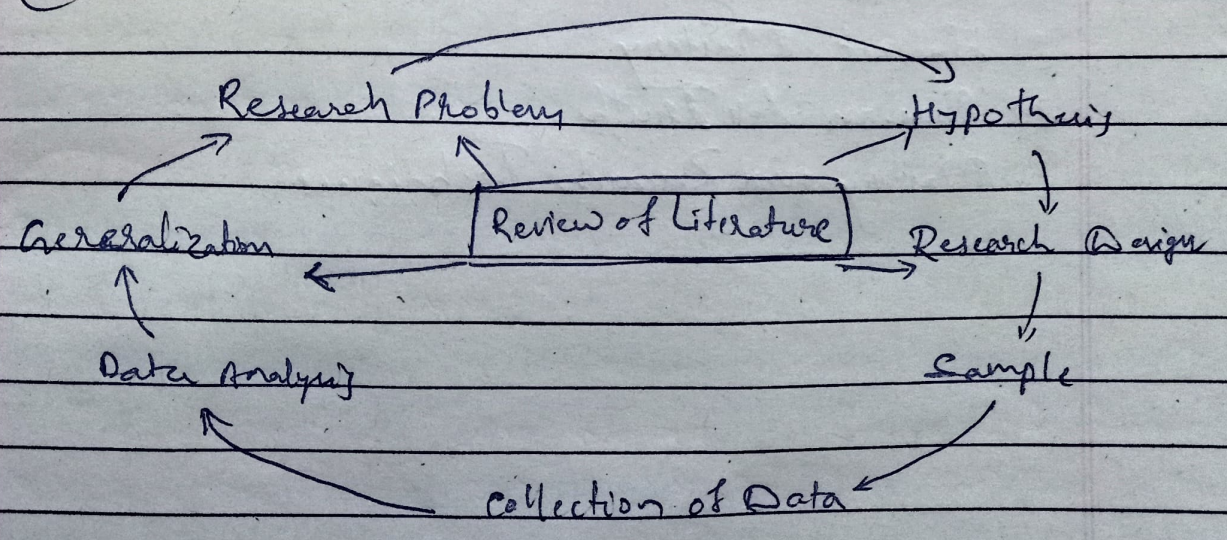 Research Problem Hypothesis
Review of Literature
Generalization Research Design
Data Analysis Sample
Collection of Data